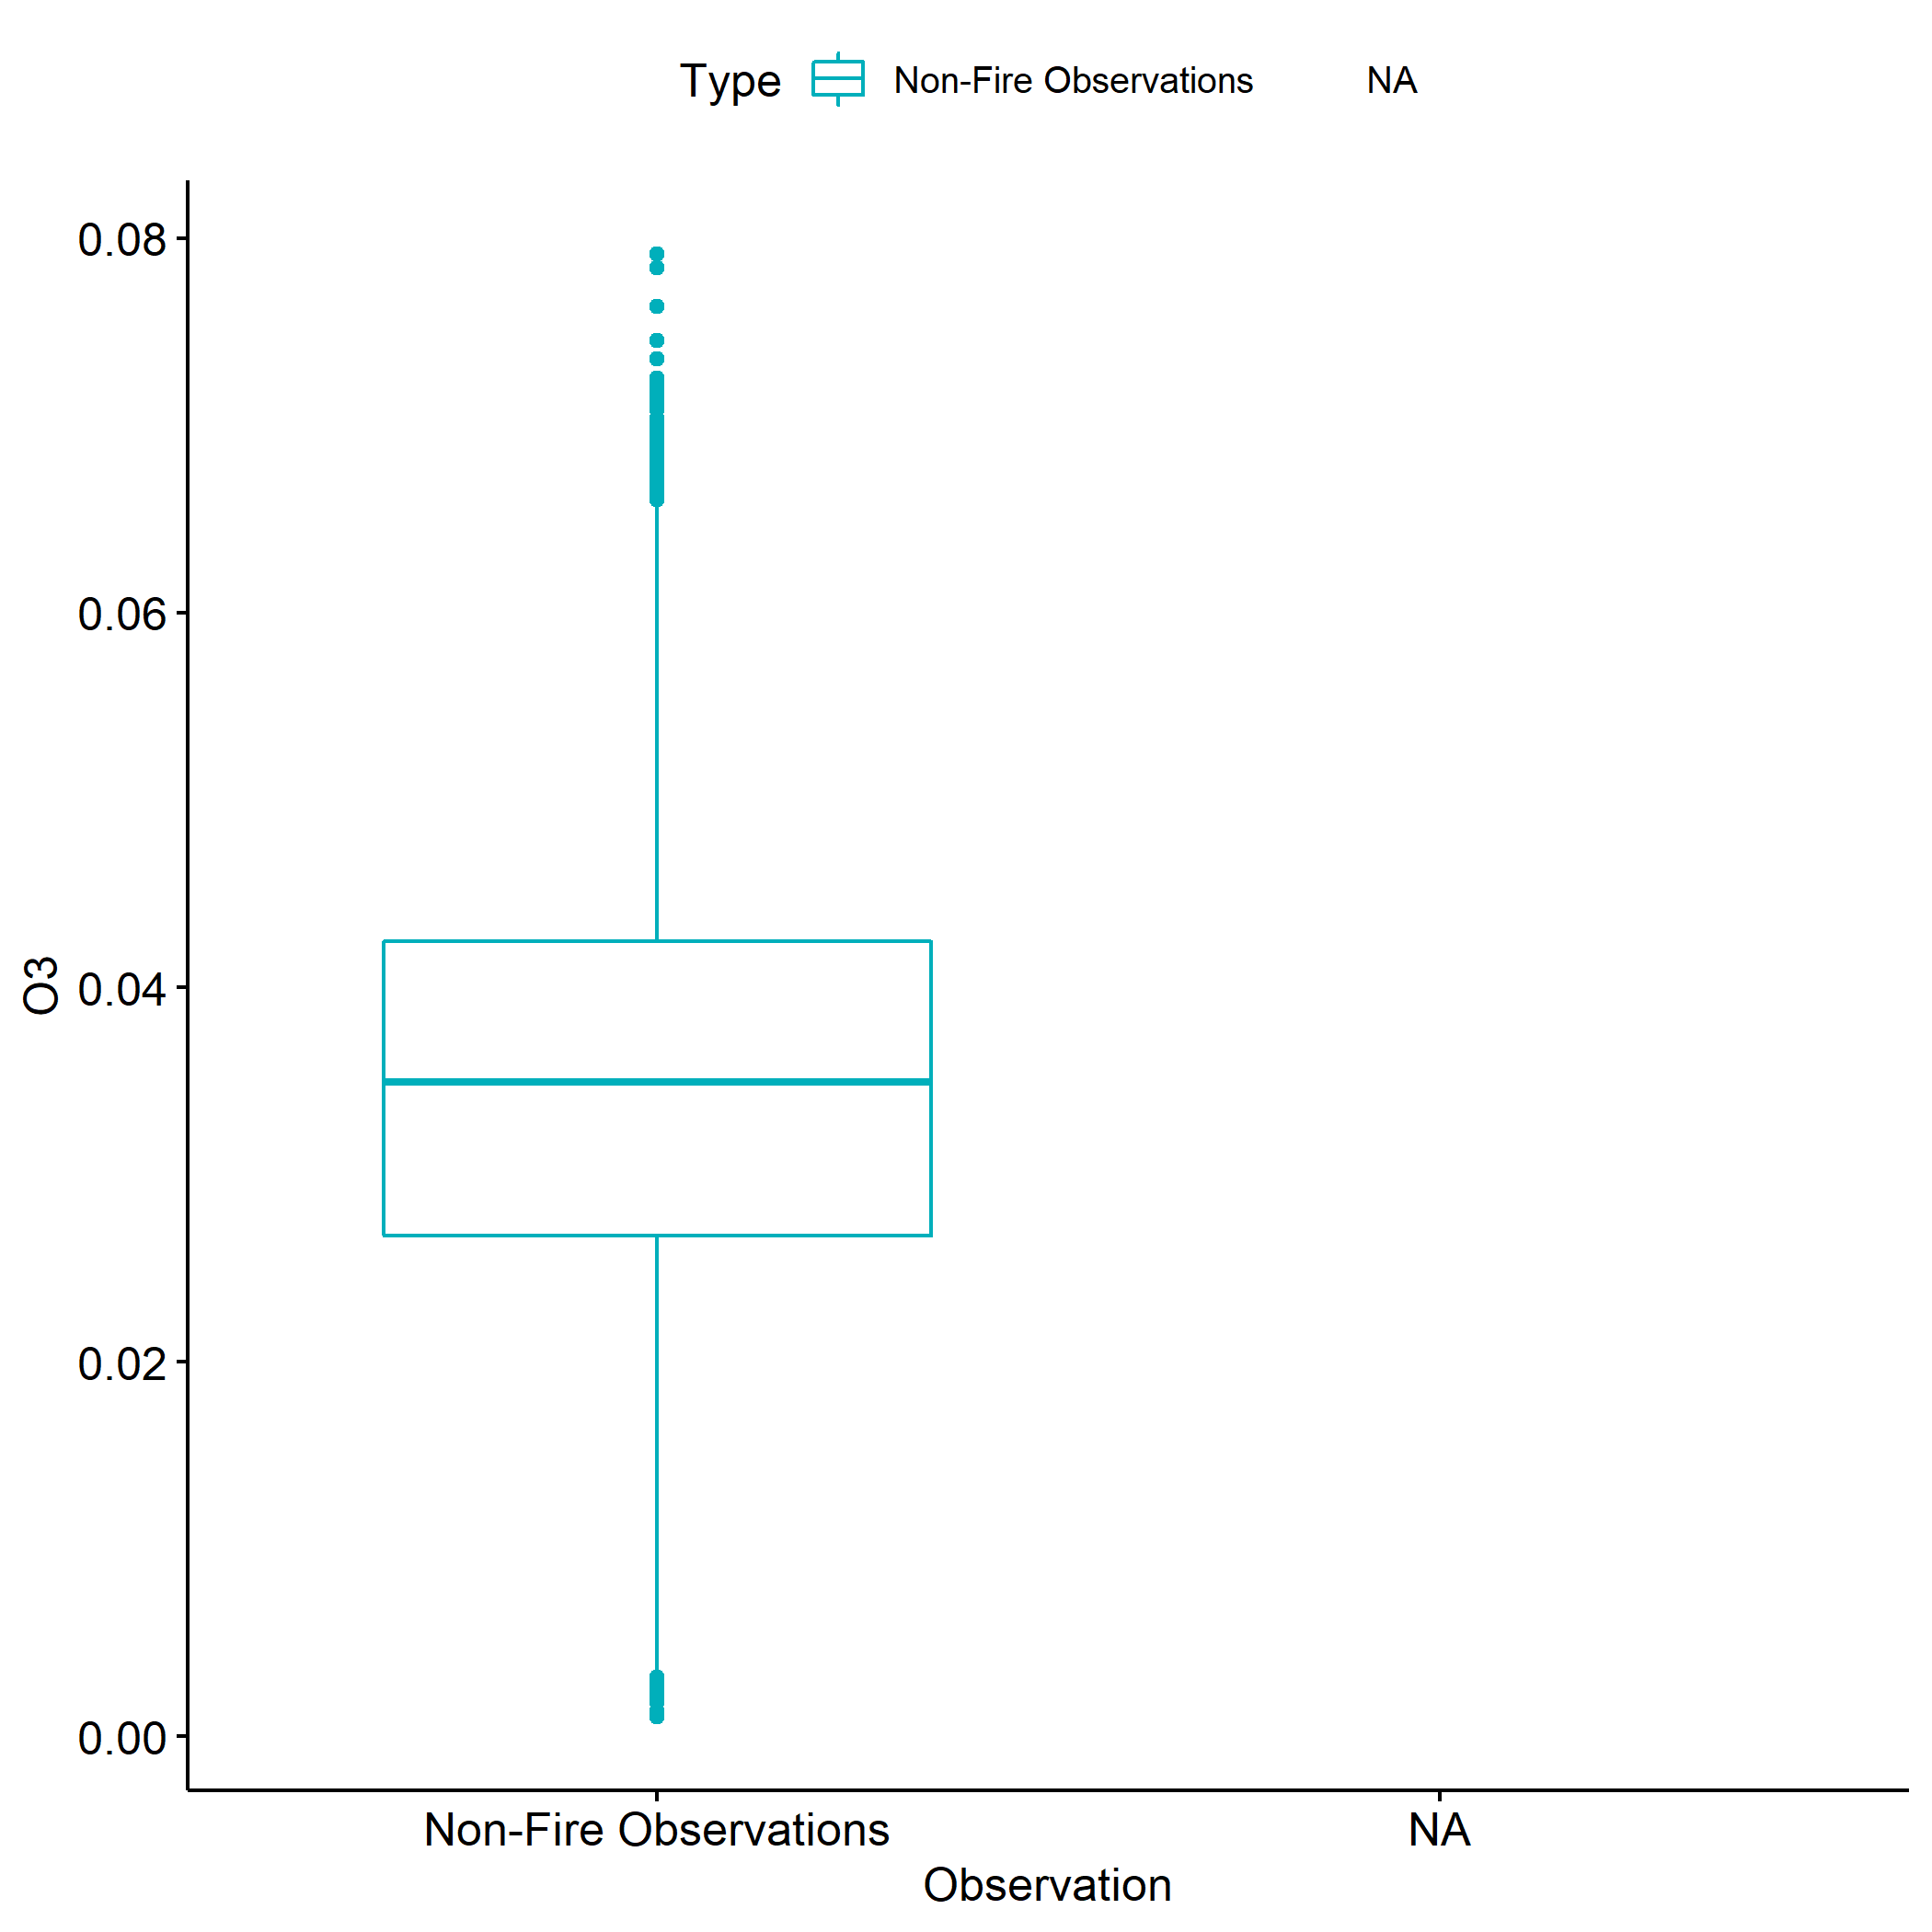 Type Non-Fire Observations NA
0.08
0.06
0.04
0.02
0.00
O3
Non-Fire Observations NA
Observation